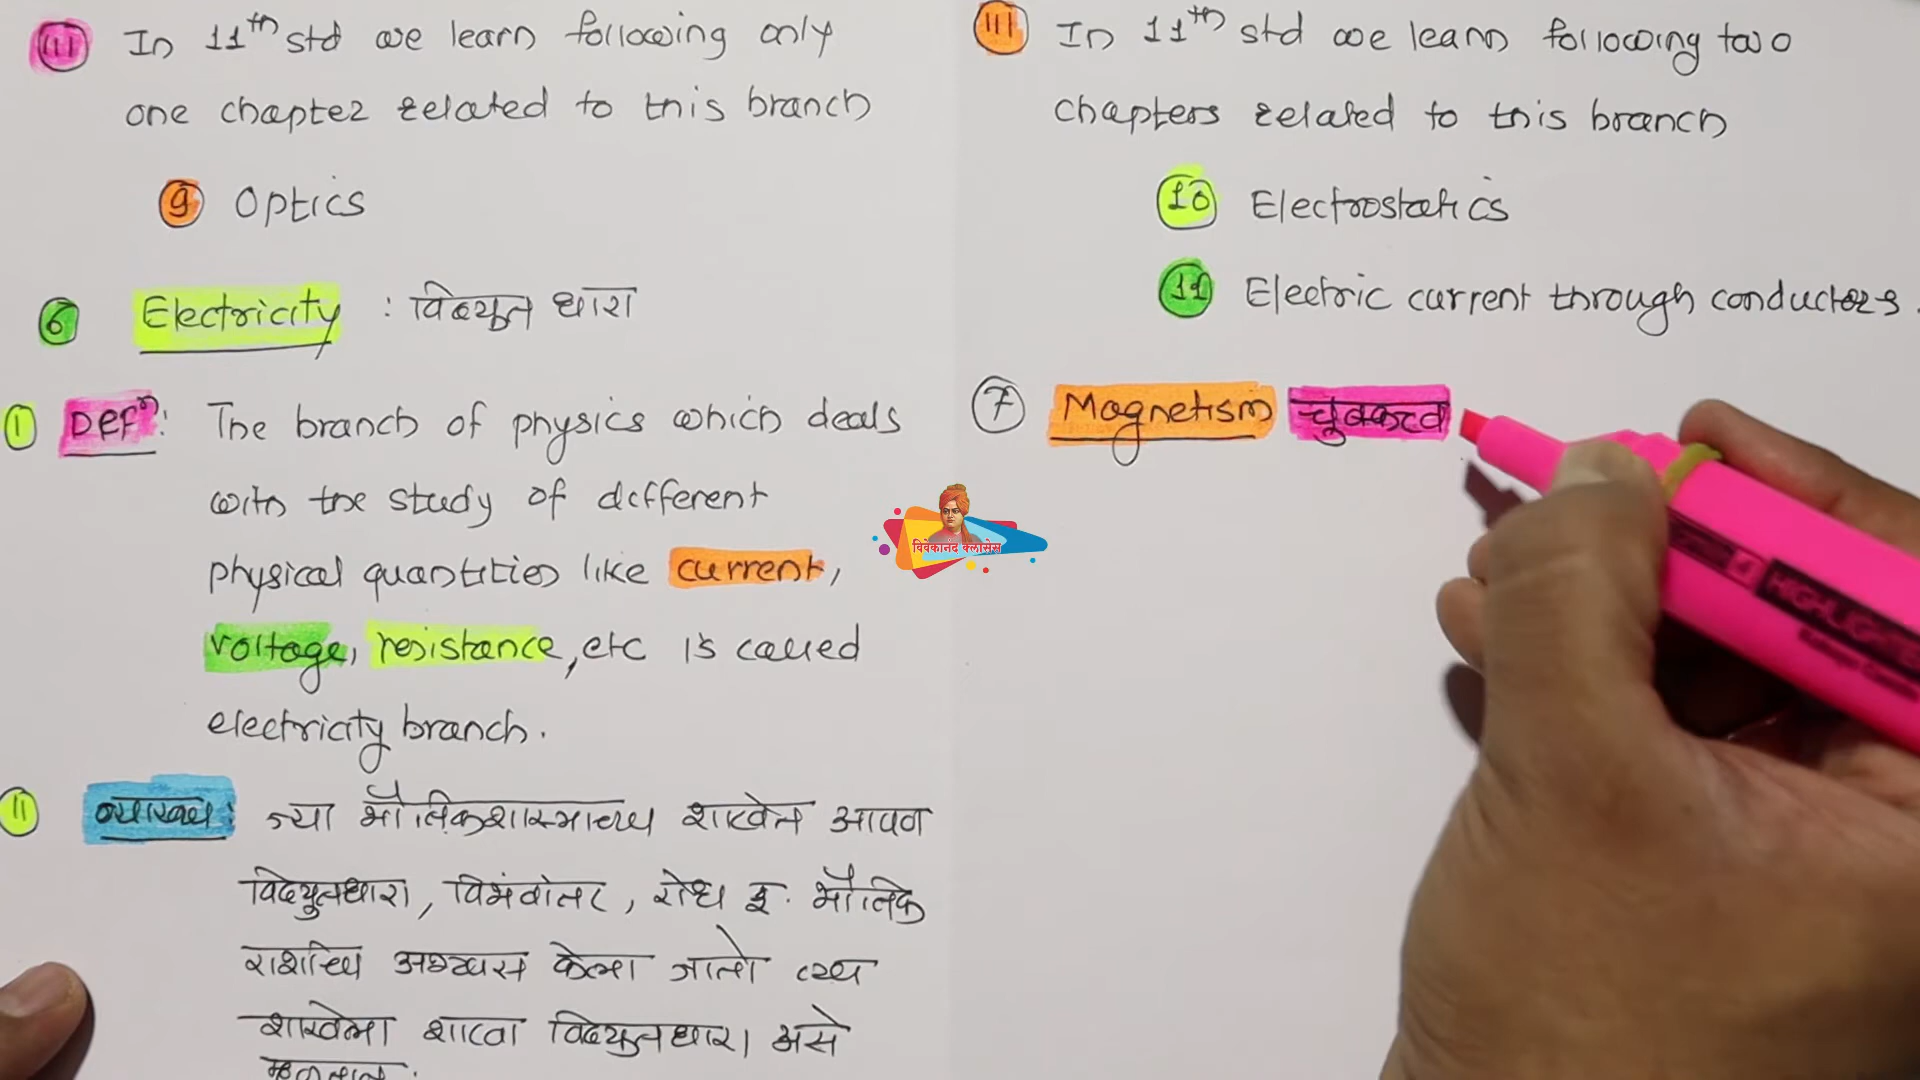 III In 11th std we learn following only
one chapter related to this branch
9 Optics
6 Electricity : विद्युत धारा
I Defn: The branch of physics which deals
with the study of different
physical quantities like current,
voltage, resistance, etc is called
electricity branch.
II व्याख्या: ज्या भौतिकशास्त्राच्या शाखेत आपण
विद्युतधारा, विभवांतर, रोध इ. भौतिक
राशींचा अभ्यास केला जातो त्या
शाखेला शाखा विद्युतधारा असे
म्हणतात.
III In 11th std we learn following two
chapters related to this branch
10 Electrostatics
11 Electric current through conductors.
7 Magnetism चुंबकत्व
विवेकानंद क्लासेस
HIGHLIGHTER